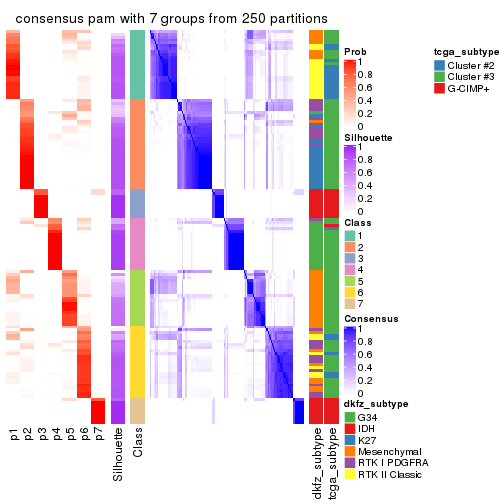 consensus pam with 7 groups from 250 partitions
Prob
1
0.8
0.6
0.4
0.2
0
Silhouette
1
0.8
0.6
0.4
0.2
0
Class
1
2
3
4
5
6
7
Consensus
1
0.8
0.6
0.4
0.2
0
dkfz_subtype
G34
IDH
K27
Mesenchymal
RTK I PDGFRA
RTK II Classic
tcga_subtype
Cluster #2
Cluster #3
G-CIMP+
p1
p2
p3
p4
p5
p6
p7
Silhouette
Class
dkfz_subtype
tcga_subtype